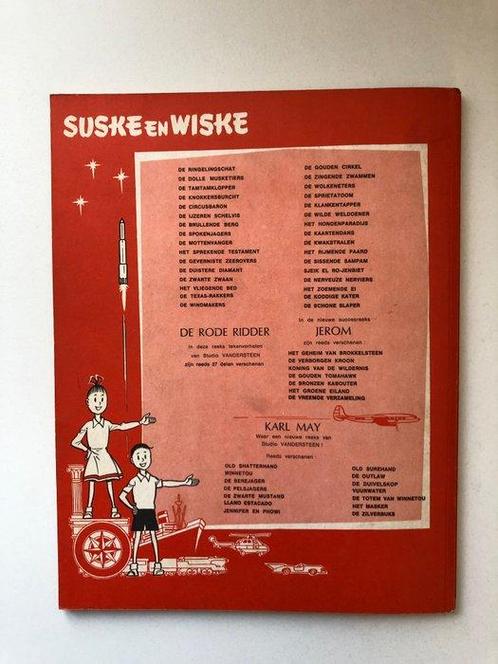 SUSKE EN WISKE
DE RINGELINGSCHAT
DE DOLLE MUSKETIERS
DE TAMTAMKLOPPER
DE KNOKKERSBURCHT
DE CIRCUSBARON
DE IJZEREN SCHELVIS
DE BRULLENDE BERG
DE SPOKENJAGERS
DE MOTTENVANGER
HET SPREKENDE TESTAMENT
DE GEVERNISTE ZEEROVERS
DE DUISTERE DIAMANT
DE ZWARTE ZWAAN
HET VLIEGENDE BED
DE TEXAS-RAKKERS
DE WINDMAKERS
DE GOUDEN CIRKEL
DE ZINGENDE ZWAMMEN
DE WOLKENETERS
DE SPRIETATOOM
DE KLANKENTAPPER
DE WILDE WELDOENER
HET HONDENPARADIJS
DE KAARTENDANS
DE KWAKSTRALEN
HET RIJMENDE PAARD
DE SISSENDE SAMPAM
SJEIK EL RO-JENBIET
DE NERVEUZE NERVIERS
HET ZOEMENDE EI
DE KODDIGE KATER
DE SCHONE SLAPER
DE RODE RIDDER
In deze reeks tekenverhalen
van Studio VANDERSTEEN
zijn reeds 37 delen verschenen
In de nieuwe succesreeks
JEROM
zijn reeds verschenen :
HET GEHEIM VAN BROKKELSTEEN
DE VERBORGEN KROON
KONING VAN DE WILDERNIS
DE GOUDEN TOMAHAWK
DE BRONZEN KABOUTER
HET GROENE EILAND
DE VREEMDE VERZAMELING
KARL MAY
Weer een nieuwe reeks van
Studio VANDERSTEEN !
Reeds verschenen :
OLD SHATTERHAND
WINNETOU
DE BEREJAGER
DE PELSJAGERS
DE ZWARTE MUSTANG
LLANO ESTACADO
JENNIFER EN PHOWI
OLD SUREHAND
DE OUTLAW
DE ZUIVELSKOP
VUURWATER
DE TOTEM VAN WINNETOU
HET MASKER
DE ZILVERBUKS